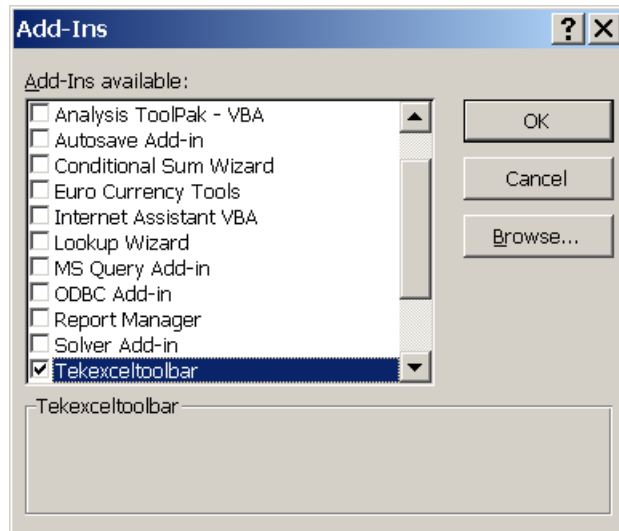 Add-Ins
Add-Ins available:
Analysis ToolPak - VBA
Autosave Add-in
Conditional Sum Wizard
Euro Currency Tools
Internet Assistant VBA
Lookup Wizard
MS Query Add-in
ODBC Add-in
Report Manager
Solver Add-in
Tekexceltoolbar
OK
Cancel
Browse...
Tekexceltoolbar